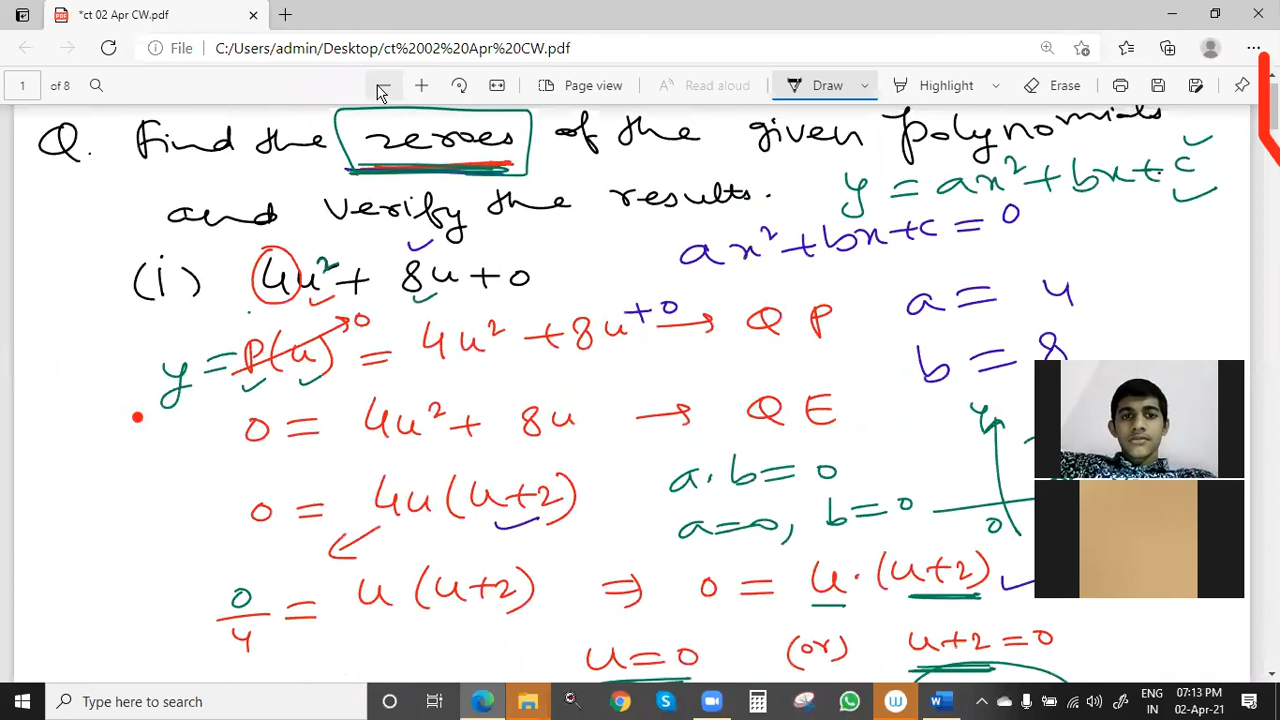 *ct 02 Apr CW.pdf
File C:/Users/admin/Desktop/ct%2002%20Apr%20CW.pdf
1 of 8 Page view Read aloud Draw Highlight Erase
Q. Find the zeroes of the given polynomials
and verify the results. y = ax² + bx + c
ax² + bx + c = 0
(i) 4u² + 8u + 0
a = 4
y = p(u) = 4u² + 8u + 0 → Q P
0
b = 8
0 = 4u² + 8u → Q E
y
a . b = 0
0 = 4u (u+2)
a = 0, b = 0
0
0/4 = u (u+2) ⇒ 0 = u . (u+2)
u = 0 (or) u+2 = 0
Type here to search
ENG
IN
07:13 PM
02-Apr-21